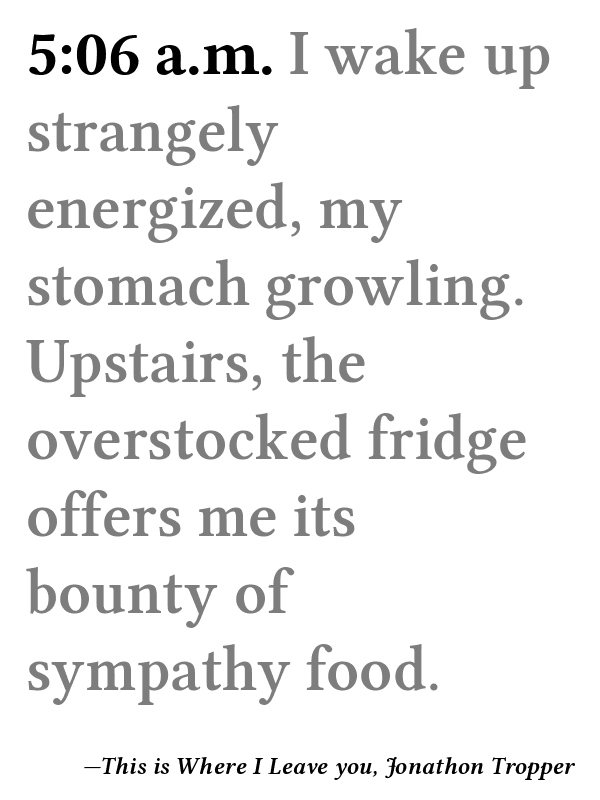 5:06 a.m. I wake up
strangely
energized, my
stomach growling.
Upstairs, the
overstocked fridge
offers me its
bounty of
sympathy food.
—This is Where I Leave you, Jonathon Tropper